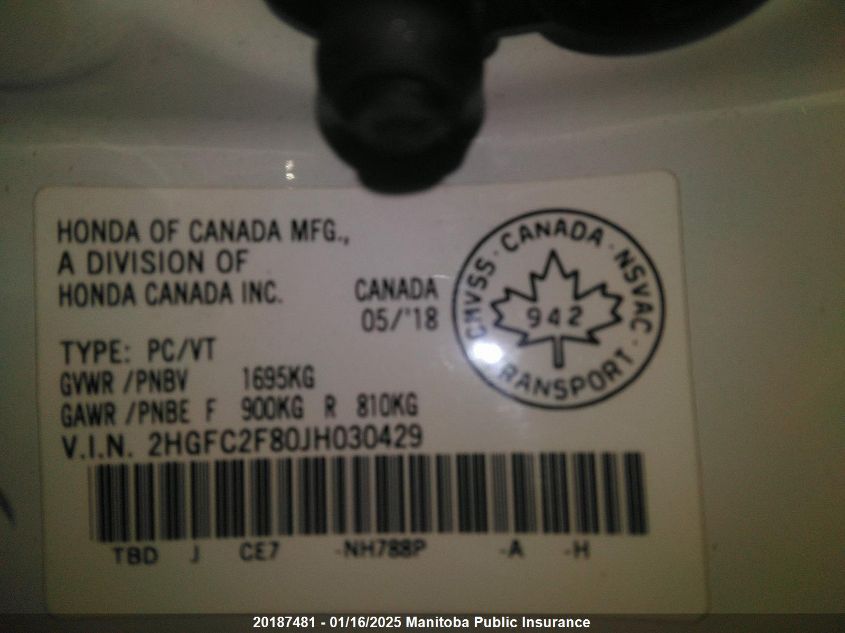 HONDA OF CANADA MFG.,
A DIVISION OF
HONDA CANADA INC.
CANADA
05/'18
CMVSS · CANADA · NSVAC · TRANSPORT ·
942
TYPE: PC/VT
GVWR /PNBV 1695KG
GAWR /PNBE F 900KG R 810KG
V.I.N. 2HGFC2F80JH030429
TBD J CE7 -NH788P -A -H
20187481 - 01/16/2025 Manitoba Public Insurance